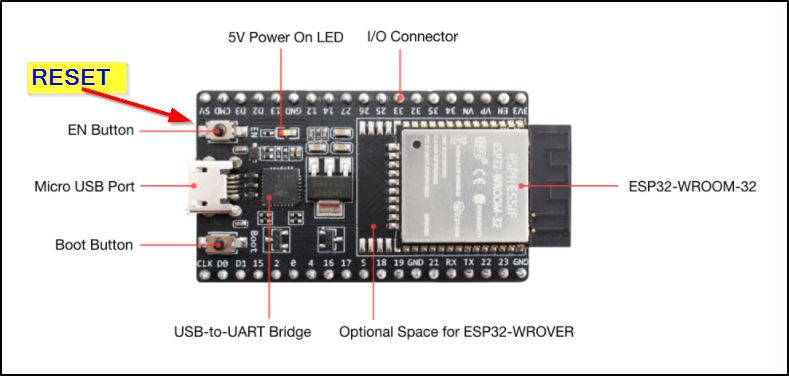 5V Power On LED
I/O Connector
RESET
5V CMD D3 D2 13 GND 12 14 27 26 25 33 32 35 34 VN VP EN 3V3
EN Button
EN
Micro USB Port
ESPRESSIF
ESP32-WROOM-32
ESP32-WROOM-32
Boot Button
Boot
CLK D0 D1 15 2 0 4 16 17 5 18 19 GND 21 RX TX 22 23 GND
USB-to-UART Bridge
Optional Space for ESP32-WROVER